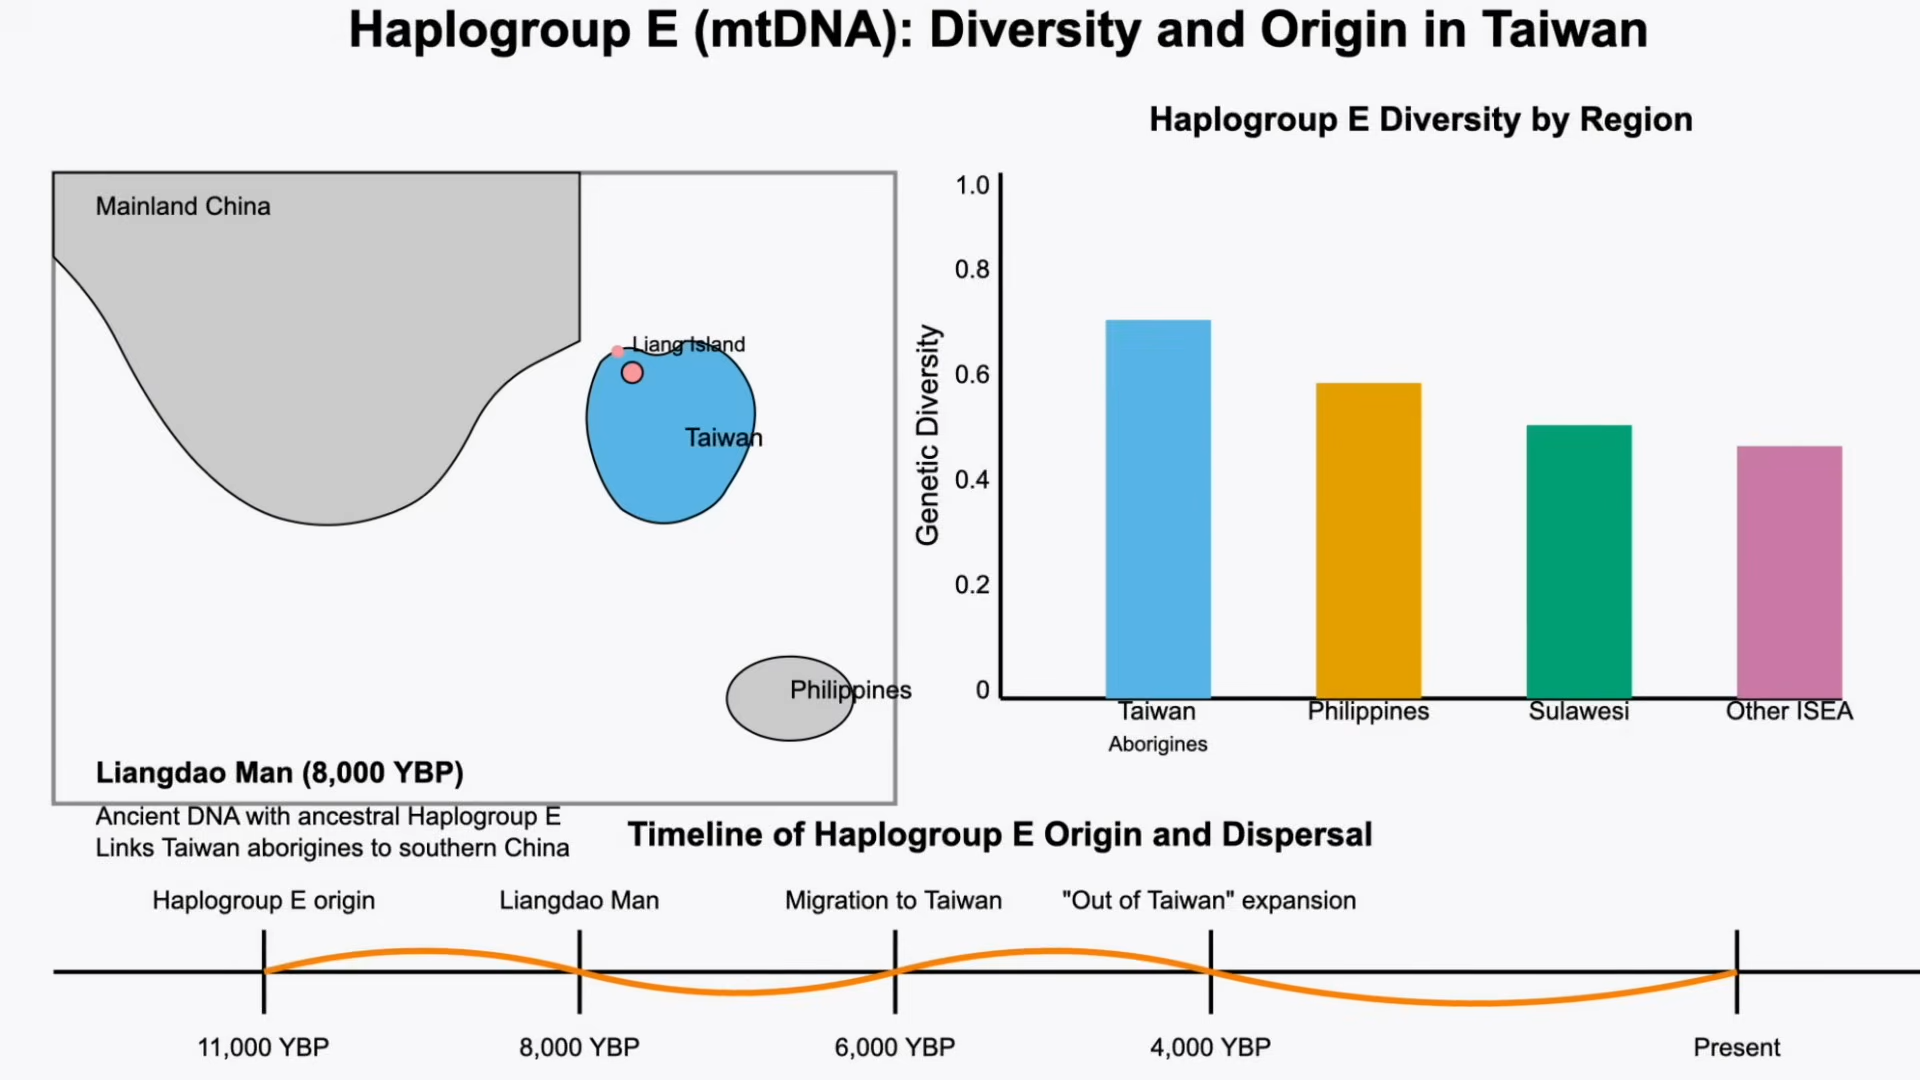 Haplogroup E (mtDNA): Diversity and Origin in Taiwan
Mainland China
Liang Island
Taiwan
Philippines
Liangdao Man (8,000 YBP)
Ancient DNA with ancestral Haplogroup E
Links Taiwan aborigines to southern China
Haplogroup E Diversity by Region
Genetic Diversity
1.0
0.8
0.6
0.4
0.2
0
Taiwan
Aborigines
Philippines
Sulawesi
Other ISEA
Timeline of Haplogroup E Origin and Dispersal
Haplogroup E origin
Liangdao Man
Migration to Taiwan
"Out of Taiwan" expansion
11,000 YBP
8,000 YBP
6,000 YBP
4,000 YBP
Present